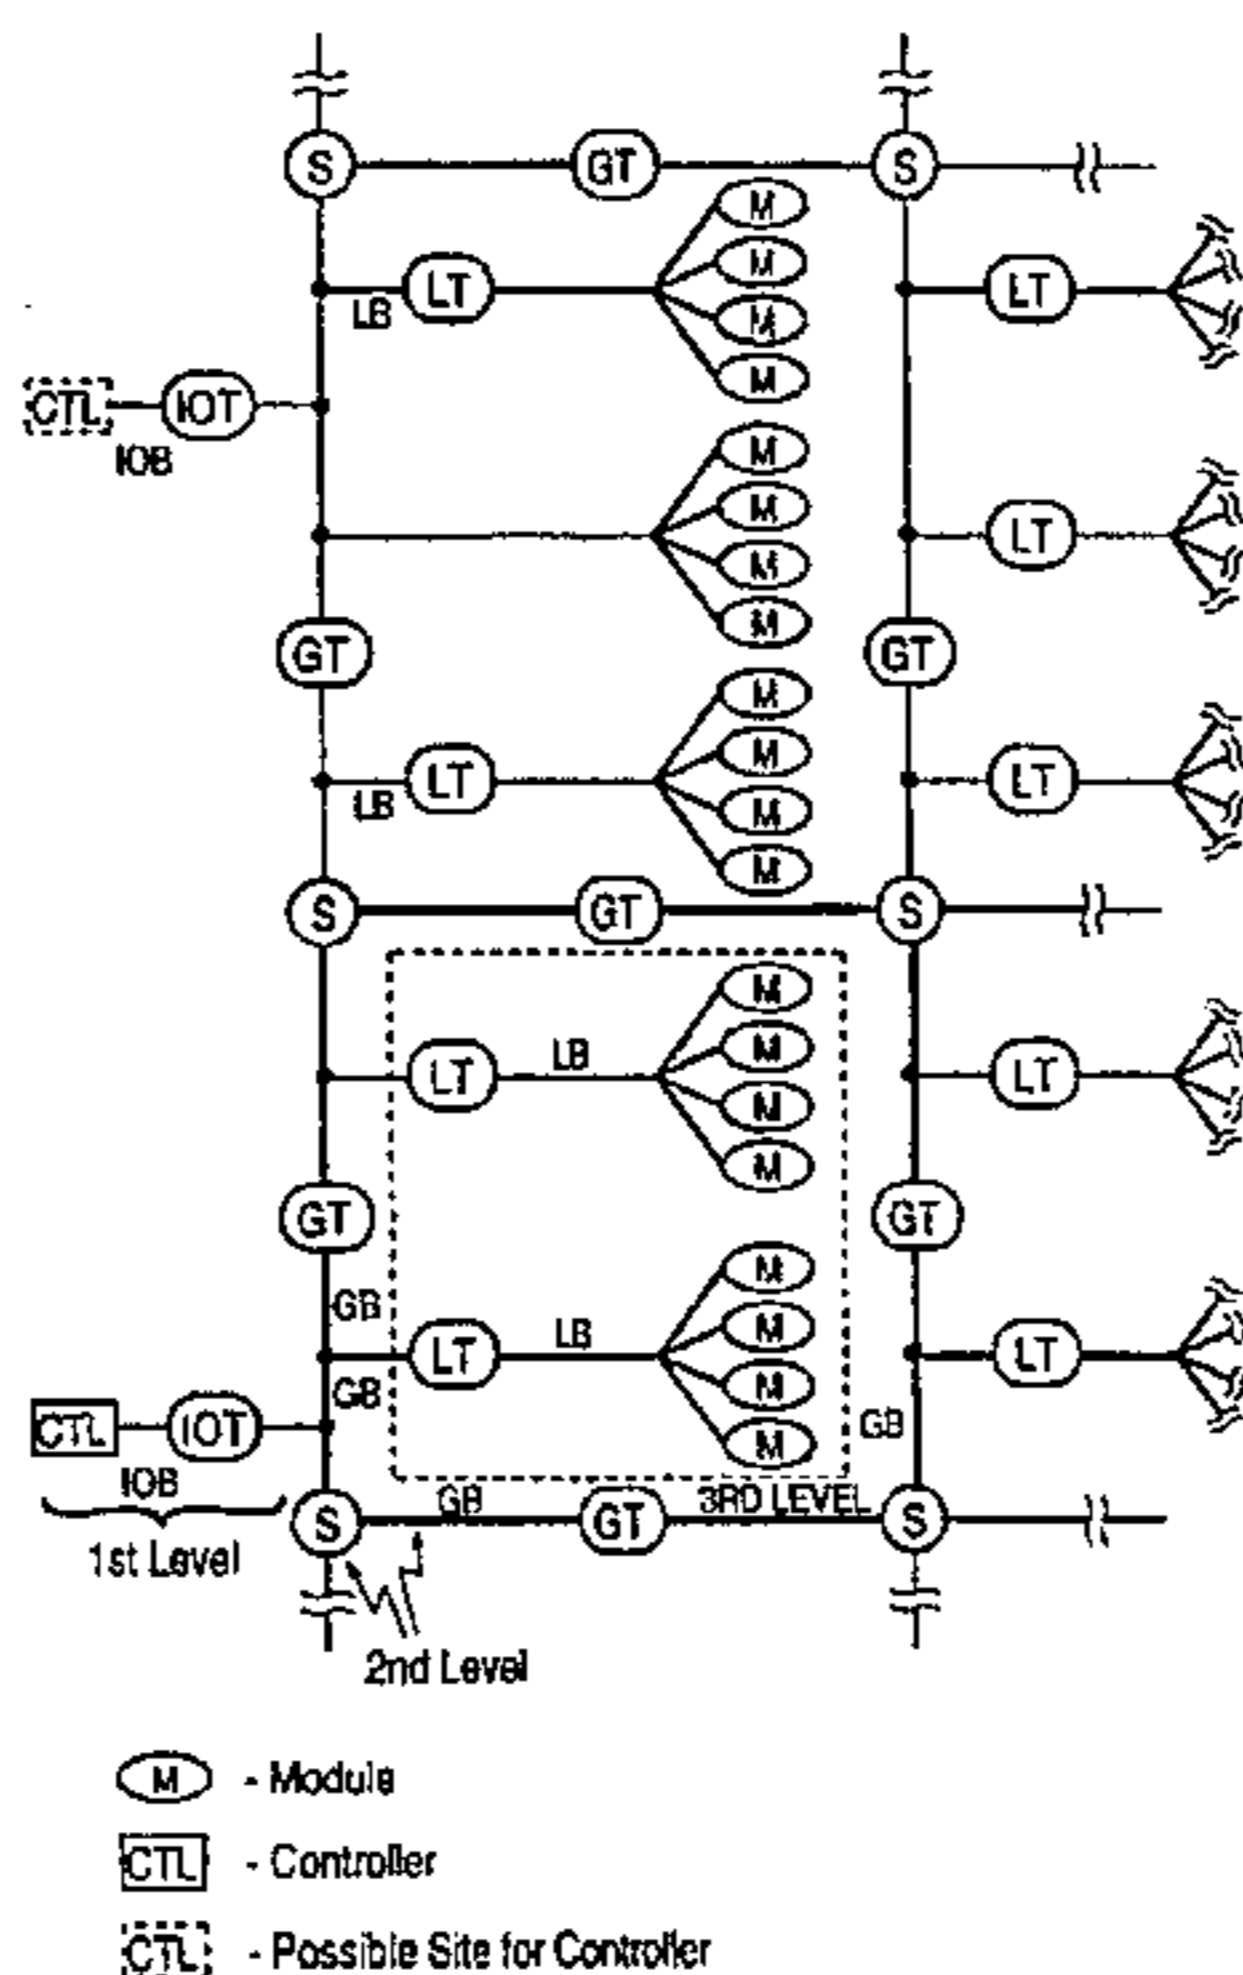 S GT S
M
M
LT LT
LB
M
M
CTL IOT
IOB
M
M
LT
M
M
GT GT
M
M
LT LT
LB
M
M
S GT S
M
M
LT LB LT
M
M
GT GT
M
GB
M
LT LB LT
M
GB
GB
M
CTL IOT
IOB
GB 3RD LEVEL
S GT S
1st Level
2nd Level
M - Module
CTL - Controller
CTL - Possible Site for Controller